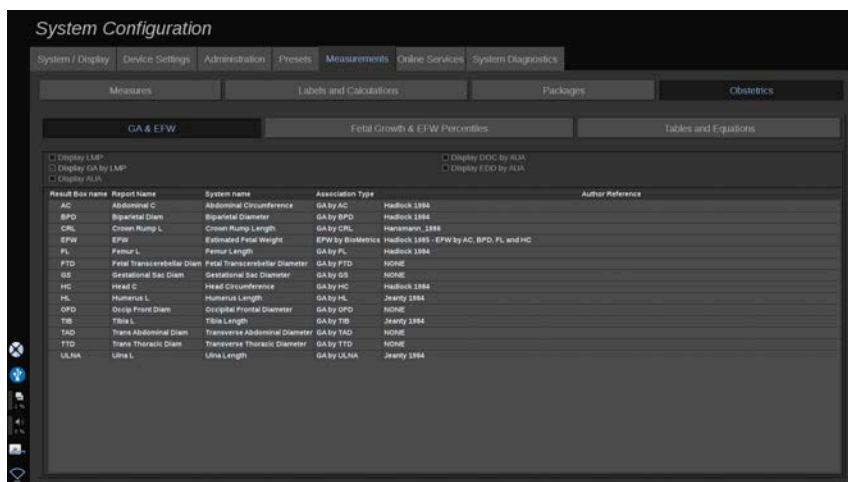 System Configuration
System / Display Device Settings Administration Presets Measurements Online Services System Diagnostics
Measures Labels and Calculations Packages Obstetrics
GA & EFW Fetal Growth & EFW Percentiles Tables and Equations
Display LMP Display DOC by AUA
Display GA by LMP Display EDD by AUA
Display AUA
Result Box name Report Name System name Association Type Author Reference
AC Abdominal C Abdominal Circumference GA by AC Hadlock 1984
BPD Biparietal Diam Biparietal Diameter GA by BPD Hadlock 1984
CRL Crown Rump L Crown Rump Length GA by CRL Hansmann_1986
EFW EFW Estimated Fetal Weight EFW by BioMetrics Hadlock 1985 - EFW by AC, BPD, FL and HC
FL Femur L Femur Length GA by FL Hadlock 1984
FTD Fetal Transcerebellar Diam Fetal Transcerebellar Diameter GA by FTD NONE
GS Gestational Sac Diam Gestational Sac Diameter GA by GS NONE
HC Head C Head Circumference GA by HC Hadlock 1984
HL Humerus L Humerus Length GA by HL Jeanty 1984
OFD Occip Front Diam Occipital Frontal Diameter GA by OFD NONE
TIB Tibia L Tibia Length GA by TIB Jeanty 1984
TAD Trans Abdominal Diam Transverse Abdominal Diameter GA by TAD NONE
TTD Trans Thoracic Diam Transverse Thoracic Diameter GA by TTD NONE
ULNA Ulna L Ulna Length GA by ULNA Jeanty 1984